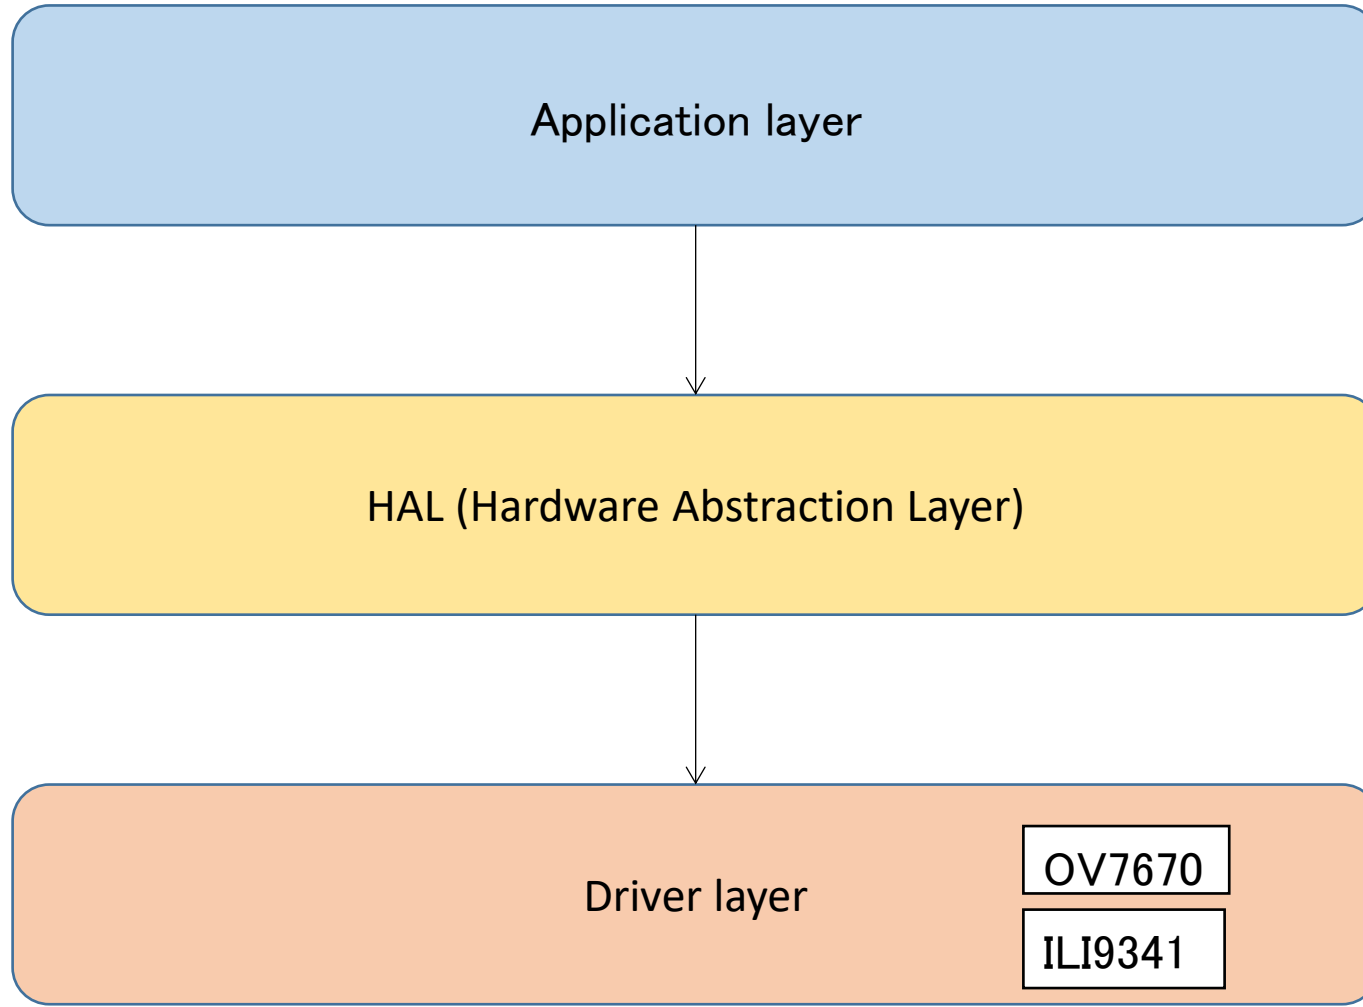 Application layer
HAL (Hardware Abstraction Layer)
Driver layer
OV7670
ILI9341